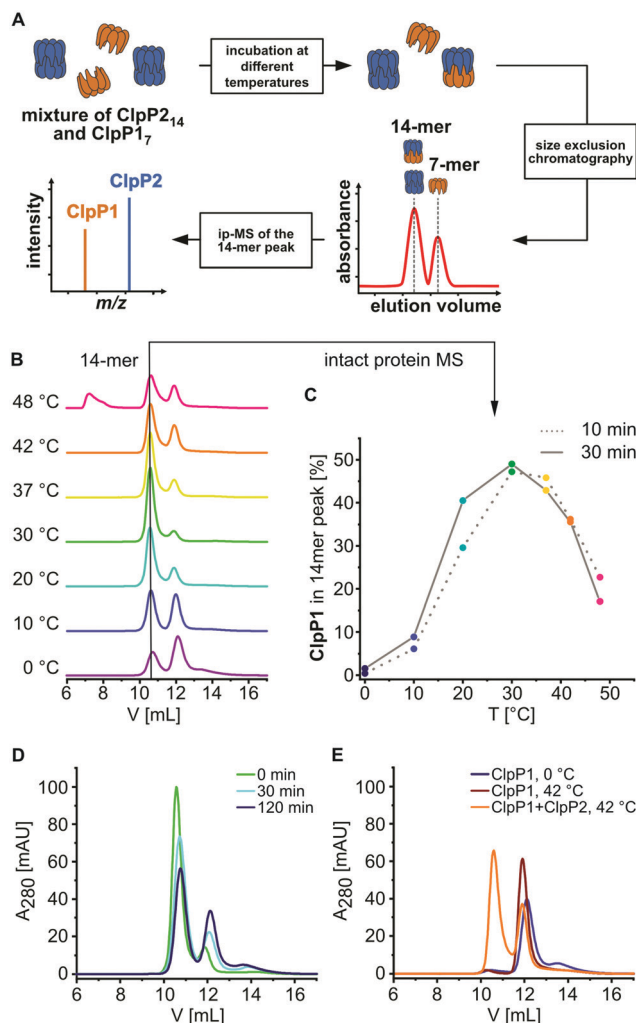 A
incubation at
different
temperatures
mixture of ClpP2₁₄
and ClpP1₇
size exclusion
chromatography
14-mer
7-mer
absorbance
elution volume
ip-MS of the
14-mer peak
ClpP2
ClpP1
intensity
m/z
B
14-mer
intact protein MS
48 °C
42 °C
37 °C
30 °C
20 °C
10 °C
0 °C
6 8 10 12 14 16
V [mL]
C
10 min
30 min
ClpP1 in 14mer peak [%]
50
40
30
20
10
0
0 10 20 30 40 50
T [°C]
D
0 min
30 min
120 min
A₂₈₀ [mAU]
100
80
60
40
20
0
6 8 10 12 14 16
V [mL]
E
ClpP1, 0 °C
ClpP1, 42 °C
ClpP1+ClpP2, 42 °C
A₂₈₀ [mAU]
100
80
60
40
20
0
6 8 10 12 14 16
V [mL]